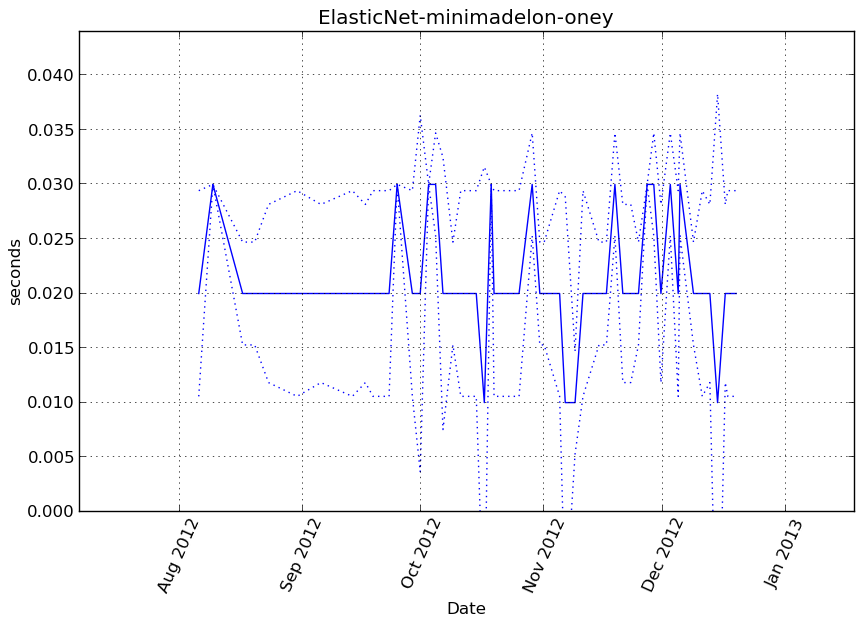 ElasticNet-minimadelon-oney
0.040
0.035
0.030
0.025
0.020
0.015
0.010
0.005
0.000
seconds
Aug 2012
Sep 2012
Oct 2012
Nov 2012
Dec 2012
Jan 2013
Date